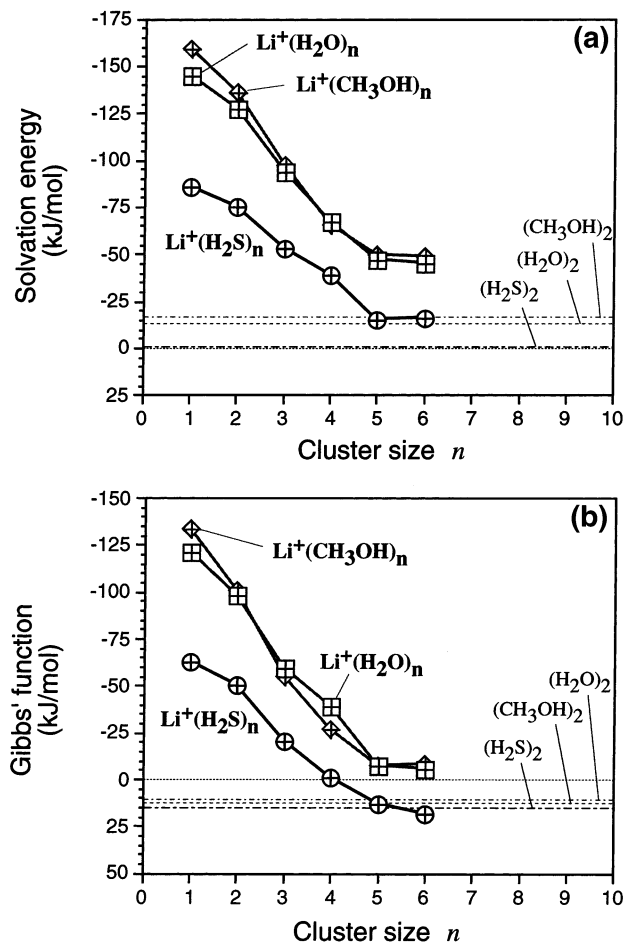 (a)
-175
-150
-125
-100
-75
-50
-25
0
25
Solvation energy
(kJ/mol)
Li+(H2O)n
Li+(CH3OH)n
Li+(H2S)n
(CH3OH)2
(H2O)2
(H2S)2
0 1 2 3 4 5 6 7 8 9 10
Cluster size n
(b)
-150
-125
-100
-75
-50
-25
0
25
50
Gibbs' function
(kJ/mol)
Li+(CH3OH)n
Li+(H2O)n
Li+(H2S)n
(H2O)2
(CH3OH)2
(H2S)2
0 1 2 3 4 5 6 7 8 9 10
Cluster size n